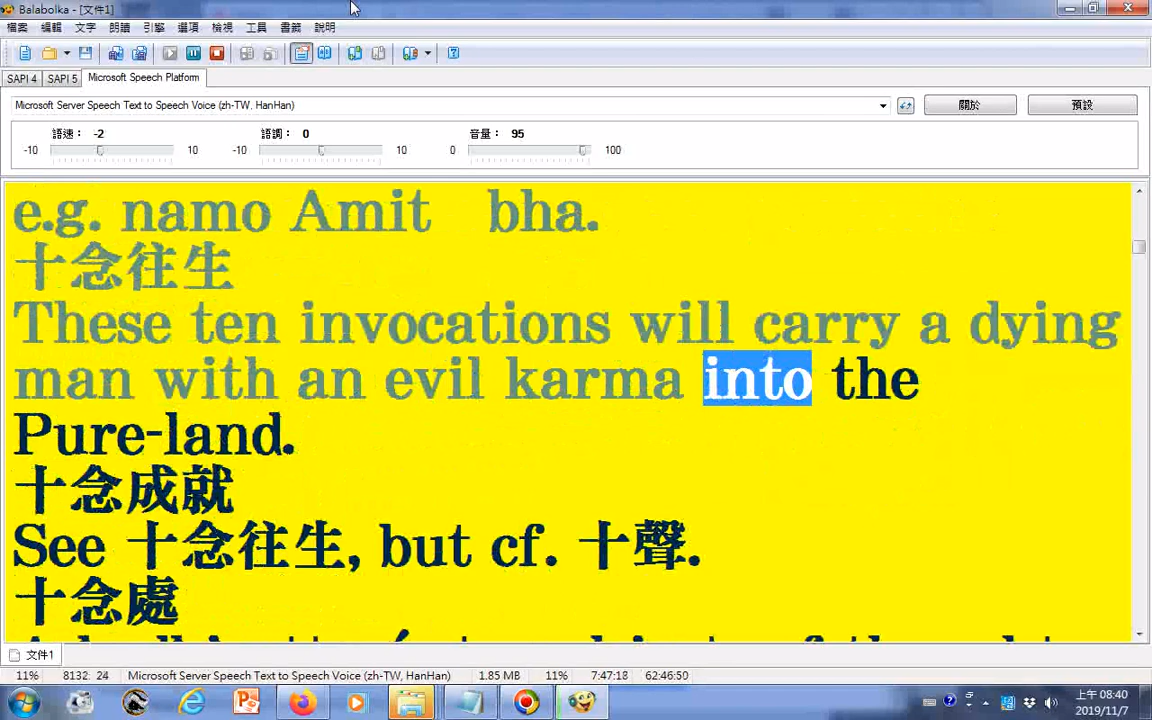 Balabolka - [文件1]
檔案 編輯 文字 朗讀 引擎 選項 檢視 工具 書籤 說明
SAPI 4 SAPI 5 Microsoft Speech Platform
Microsoft Server Speech Text to Speech Voice (zh-TW, HanHan) 關於 預設
語速： -2 語調： 0 音量： 95
-10 10 -10 10 0 100
e.g. namo Amit bha.
十念往生
These ten invocations will carry a dying
man with an evil karma into the
Pure-land.
十念成就
See 十念往生, but cf. 十聲.
十念處
文件1
11% 8132: 24 Microsoft Server Speech Text to Speech Voice (zh-TW, HanHan) 1.85 MB 11% 7:47:18 62:46:50
上午 08:40
2019/11/7